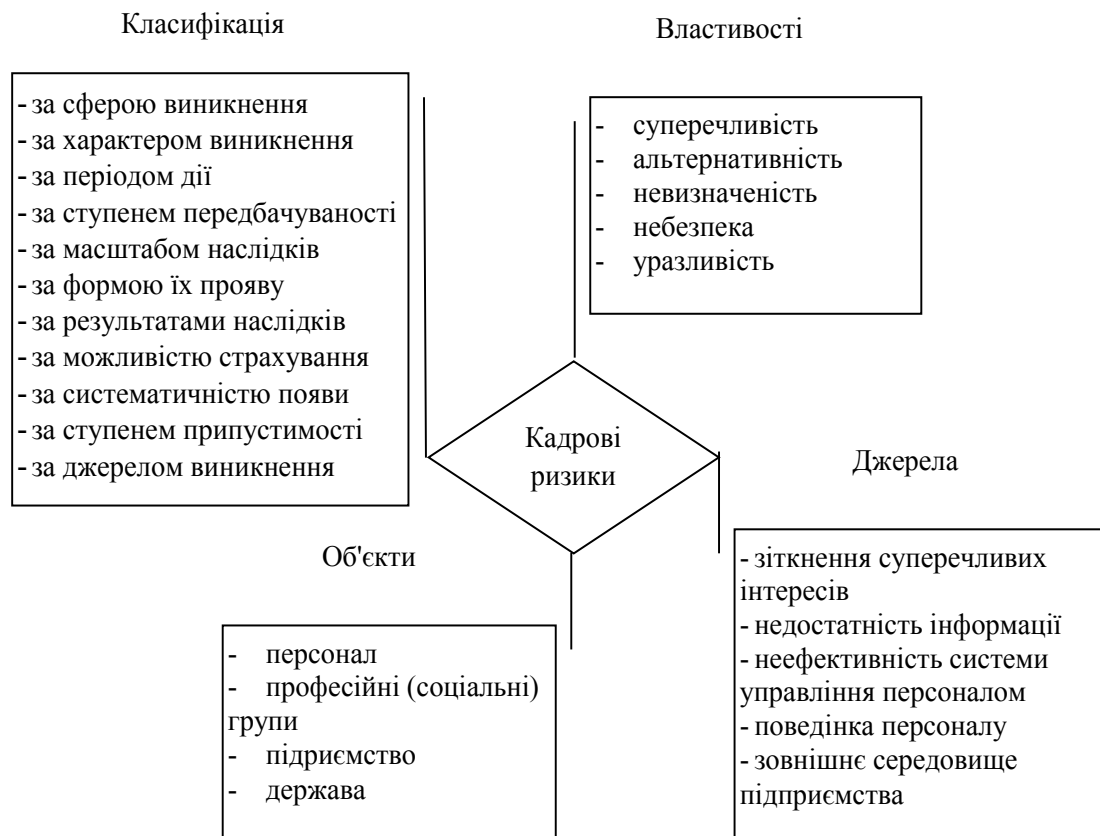 Класифікація
- за сферою виникнення
- за характером виникнення
- за періодом дії
- за ступенем передбачуваності
- за масштабом наслідків
- за формою їх прояву
- за результатами наслідків
- за можливістю страхування
- за систематичністю появи
- за ступенем припустимості
- за джерелом виникнення
Властивості
- суперечливість
- альтернативність
- невизначеність
- небезпека
- уразливість
Кадрові
ризики
Джерела
- зіткнення суперечливих
інтересів
- недостатність інформації
- неефективність системи
управління персоналом
- поведінка персоналу
- зовнішнє середовище
підприємства
Об'єкти
- персонал
- професійні (соціальні)
групи
- підриємство
- держава